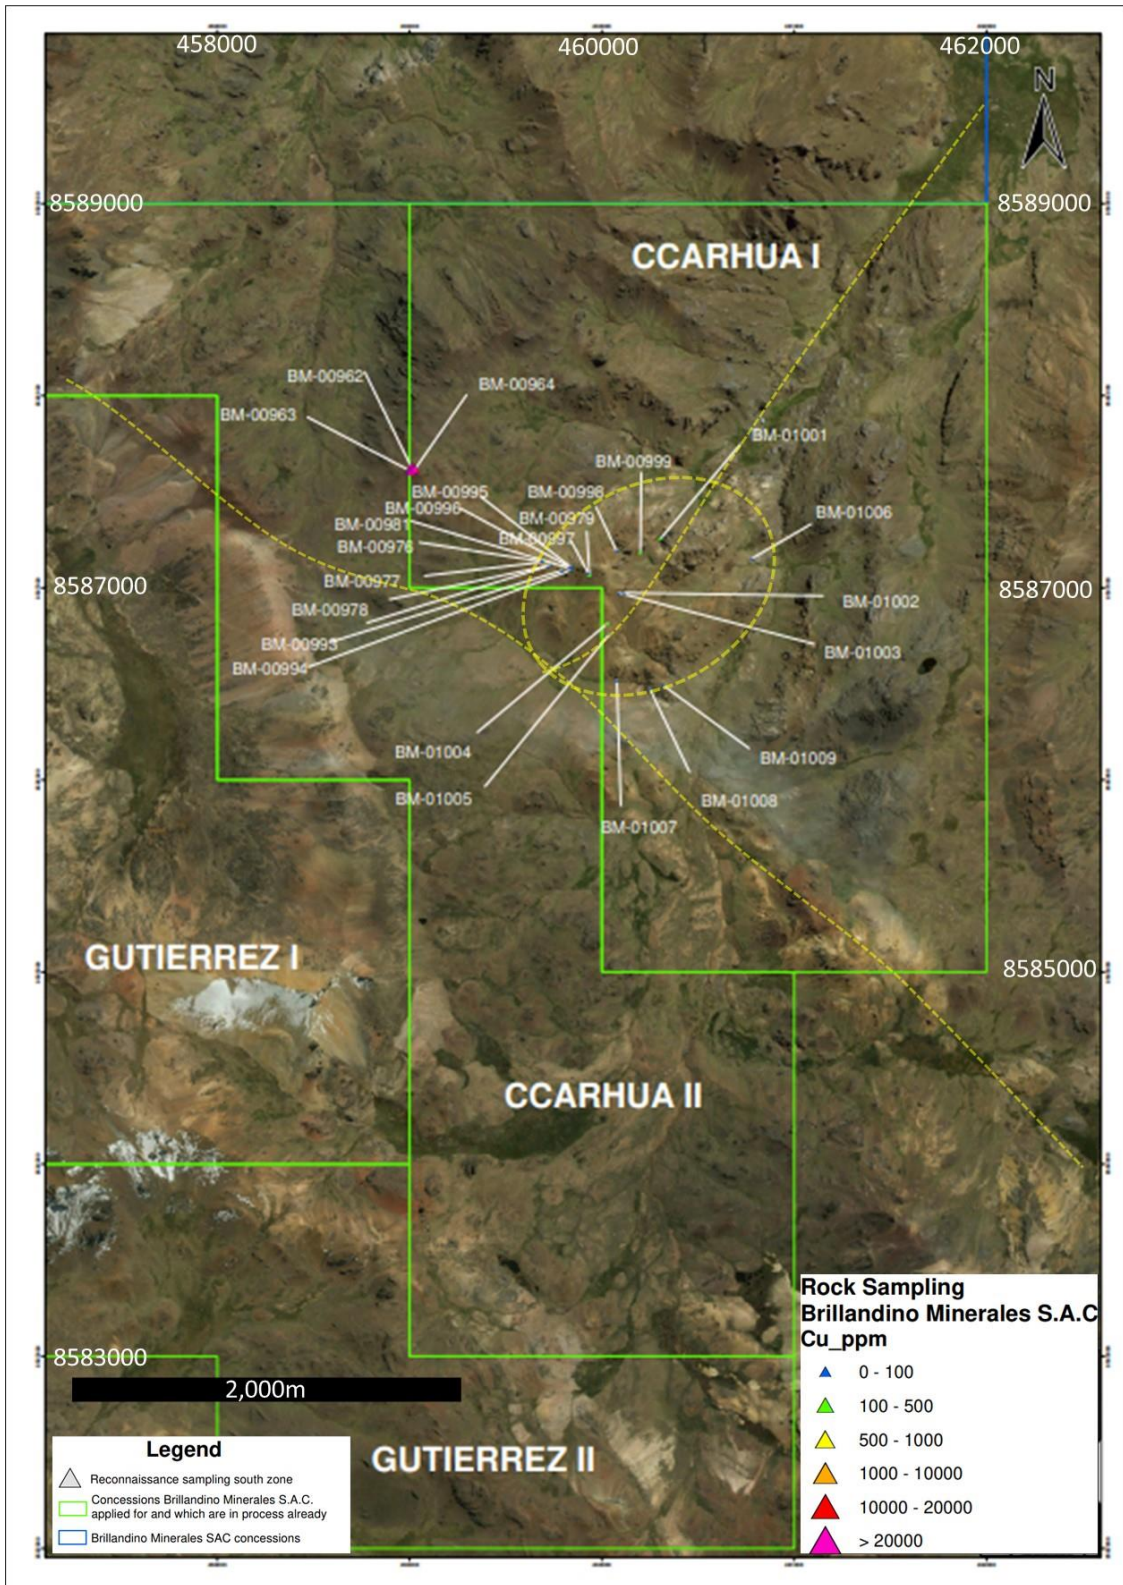 458000 460000 462000
N
8589000 8589000
CCARHUA I
BM-00962
BM-00964
BM-00963
BM-01001
BM-00999
BM-00995
BM-00998
BM-00996
BM-01006
BM-00979
BM-00981
BM-00997
BM-00976
BM-00977
8587000 8587000
BM-01002
BM-00978
BM-00993
BM-01003
BM-00994
BM-01004
BM-01009
BM-01005
BM-01008
BM-01007
GUTIERREZ I
8585000
CCARHUA II
8583000
2,000m
GUTIERREZ II
Legend
Reconnaissance sampling south zone
Concessions Brillandino Minerales S.A.C.
applied for and which are in process already
Brillandino Minerales SAC concessions
Rock Sampling
Brillandino Minerales S.A.C
Cu_ppm
0 - 100
100 - 500
500 - 1000
1000 - 10000
10000 - 20000
> 20000